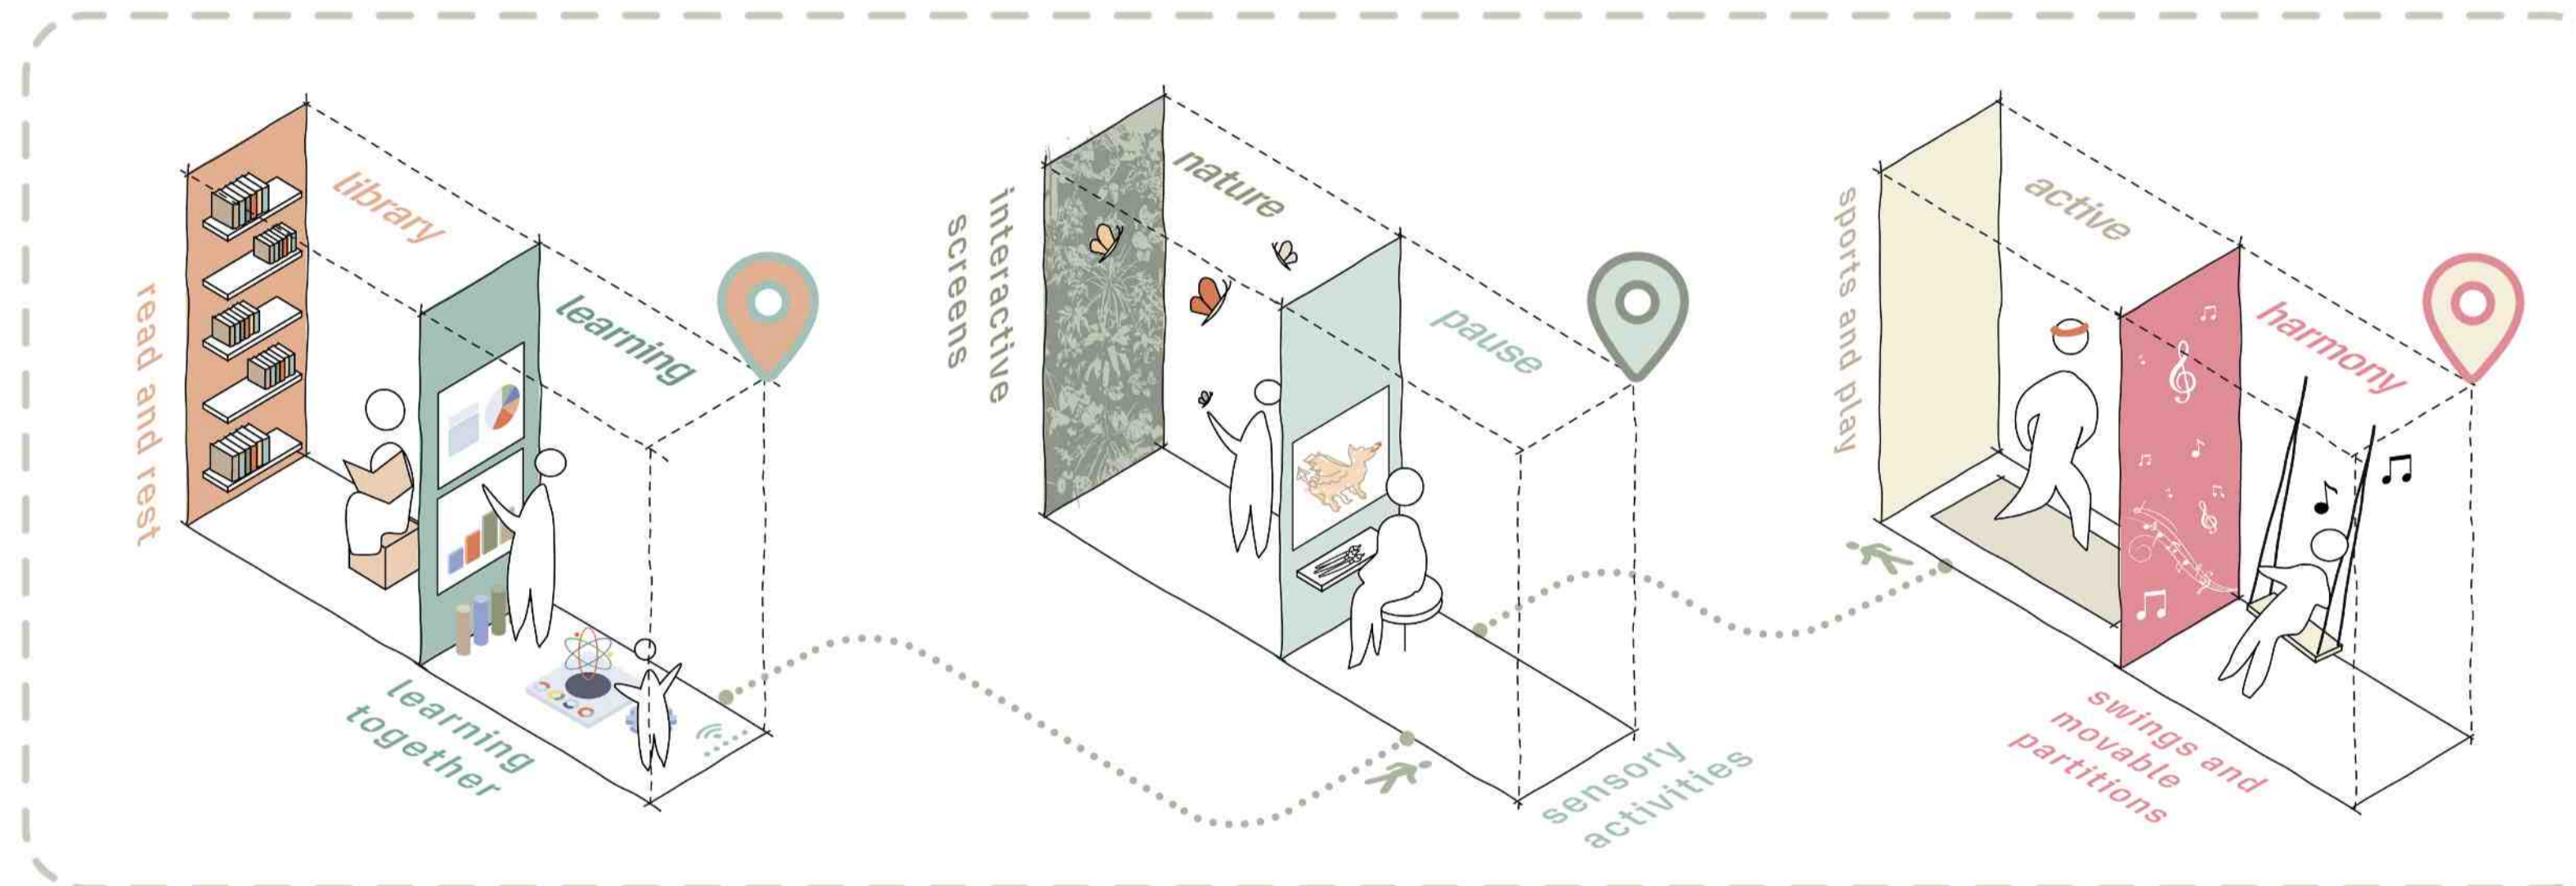 read and rest
library
learning
learning
together
interactive
screens
nature
pause
sensory
activities
sports and play
active
harmony
swings and
movable
partitions